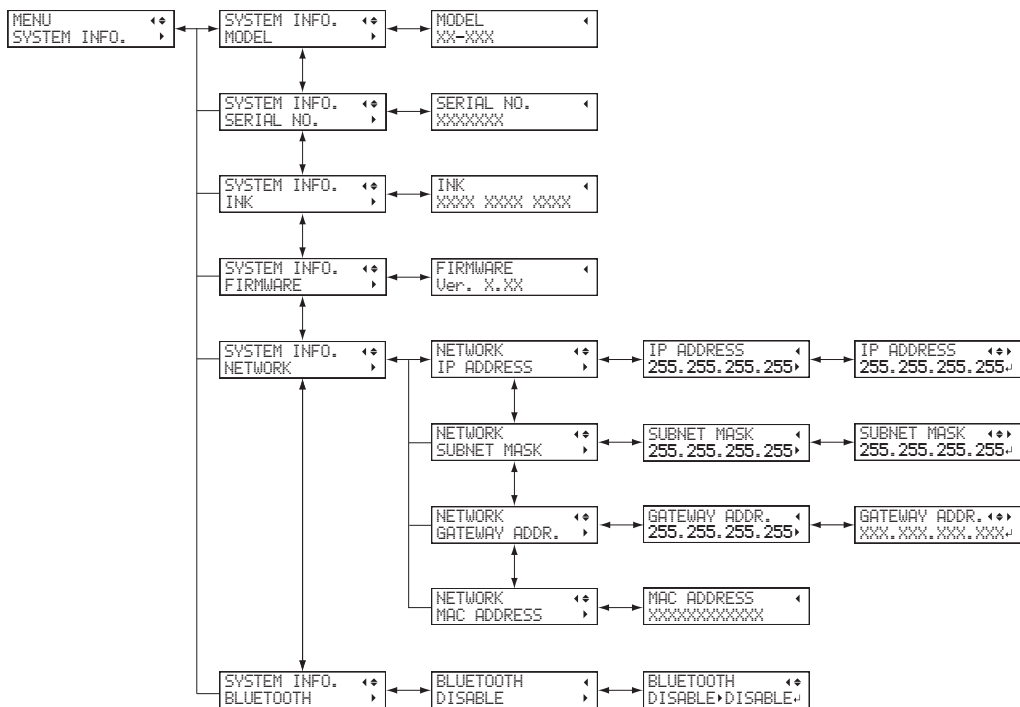 MENU
SYSTEM INFO.
SYSTEM INFO.
MODEL
MODEL
XX-XXX
SYSTEM INFO.
SERIAL NO.
SERIAL NO.
XXXXXXX
SYSTEM INFO.
INK
INK
XXXX XXXX XXXX
SYSTEM INFO.
FIRMWARE
FIRMWARE
Ver. X.XX
SYSTEM INFO.
NETWORK
NETWORK
IP ADDRESS
IP ADDRESS
255.255.255.255
IP ADDRESS
255.255.255.255
NETWORK
SUBNET MASK
SUBNET MASK
255.255.255.255
SUBNET MASK
255.255.255.255
NETWORK
GATEWAY ADDR.
GATEWAY ADDR.
255.255.255.255
GATEWAY ADDR.
XXX.XXX.XXX.XXX
NETWORK
MAC ADDRESS
MAC ADDRESS
XXXXXXXXXXXX
SYSTEM INFO.
BLUETOOTH
BLUETOOTH
DISABLE
BLUETOOTH
DISABLE DISABLE